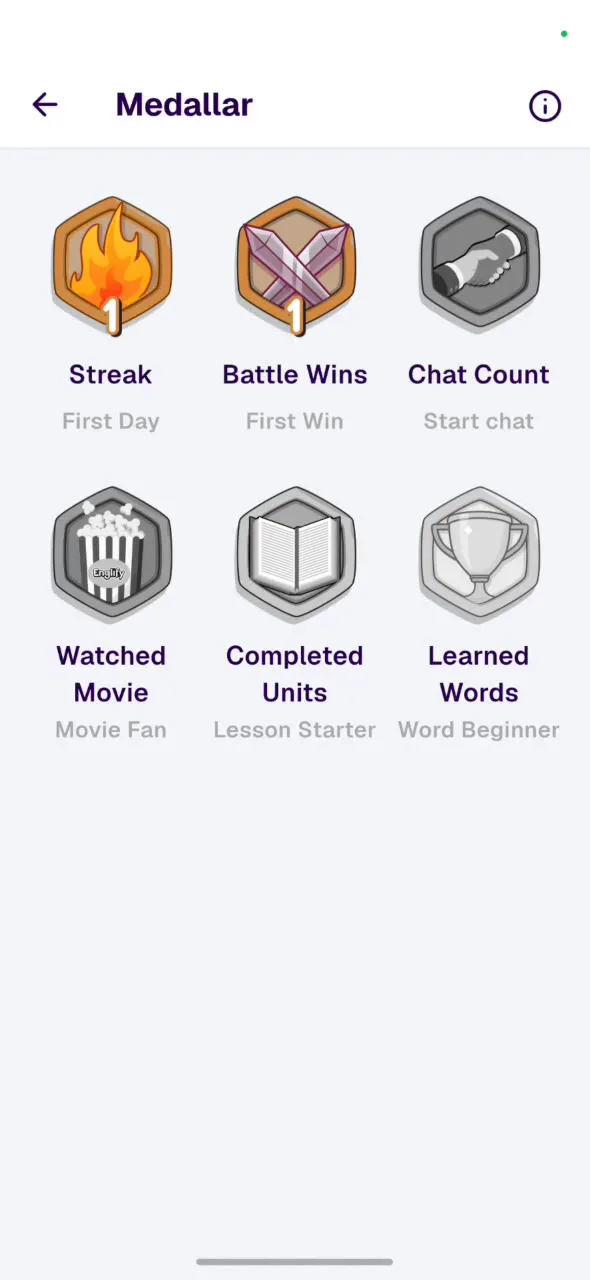 Medallar
1
1
Streak
Battle Wins
Chat Count
First Day
First Win
Start chat
Englify
Watched
Movie
Completed
Units
Learned
Words
Movie Fan
Lesson Starter
Word Beginner